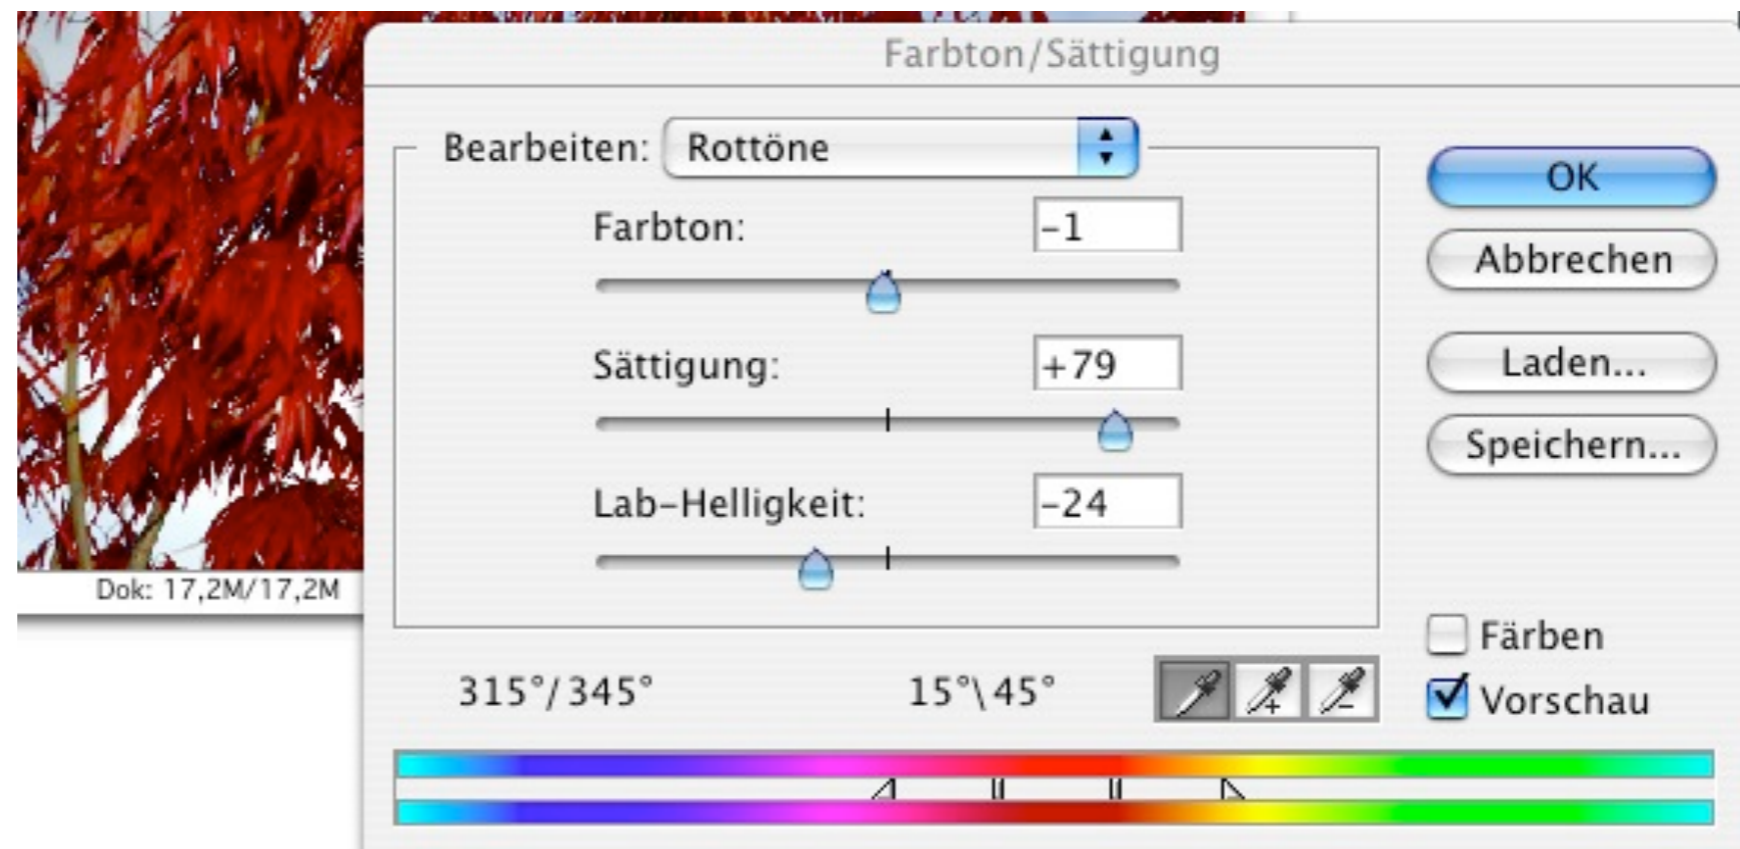 Farbton/Sättigung
Bearbeiten: Rottöne
OK
Farbton: -1
Abbrechen
Sättigung: +79
Laden...
Speichern...
Lab-Helligkeit: -24
Dok: 17,2M/17,2M
Färben
315°/345° 15°\45°
Vorschau